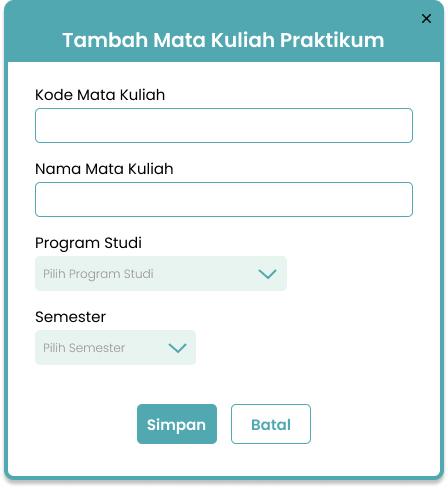 ×
Tambah Mata Kuliah Praktikum
Kode Mata Kuliah
Nama Mata Kuliah
Program Studi
Pilih Program Studi
Semester
Pilih Semester
Simpan
Batal